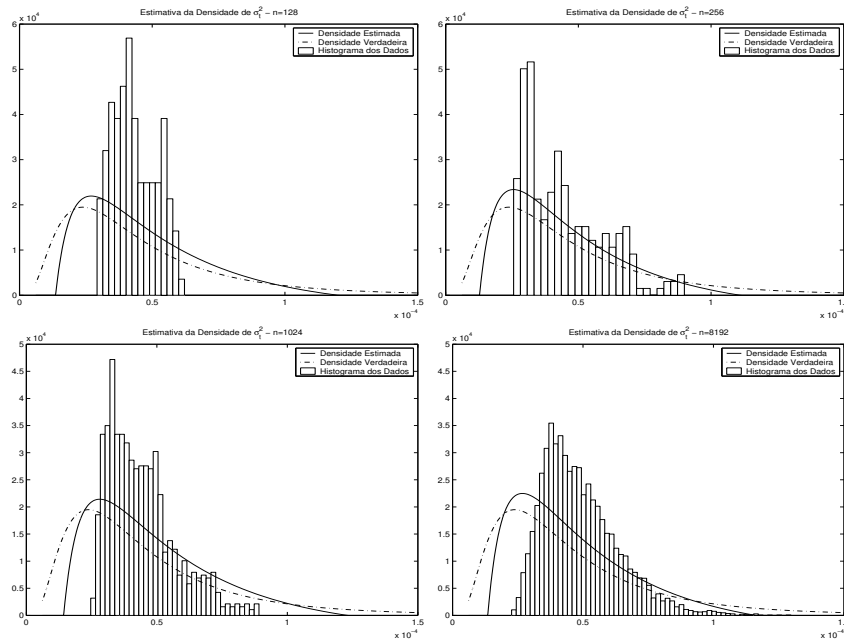 Estimativa da Densidade de σ_t^2 – n=128
x 10^4
Densidade Estimada
Densidade Verdadeira
Histograma dos Dados
6
5
4
3
2
1
0
0 0.5 1 1.5
x 10^-4
Estimativa da Densidade de σ_t^2 – n=256
x 10^4
Densidade Estimada
Densidade Verdadeira
Histograma dos Dados
6
5
4
3
2
1
0
0 0.5 1 1.5
x 10^-4
Estimativa da Densidade de σ_t^2 – n=1024
x 10^4
Densidade Estimada
Densidade Verdadeira
Histograma dos Dados
5
4.5
4
3.5
3
2.5
2
1.5
1
0.5
0
0 0.5 1 1.5
x 10^-4
Estimativa da Densidade de σ_t^2 – n=8192
x 10^4
Densidade Estimada
Densidade Verdadeira
Histograma dos Dados
5
4.5
4
3.5
3
2.5
2
1.5
1
0.5
0
0 0.5 1 1.5
x 10^-4